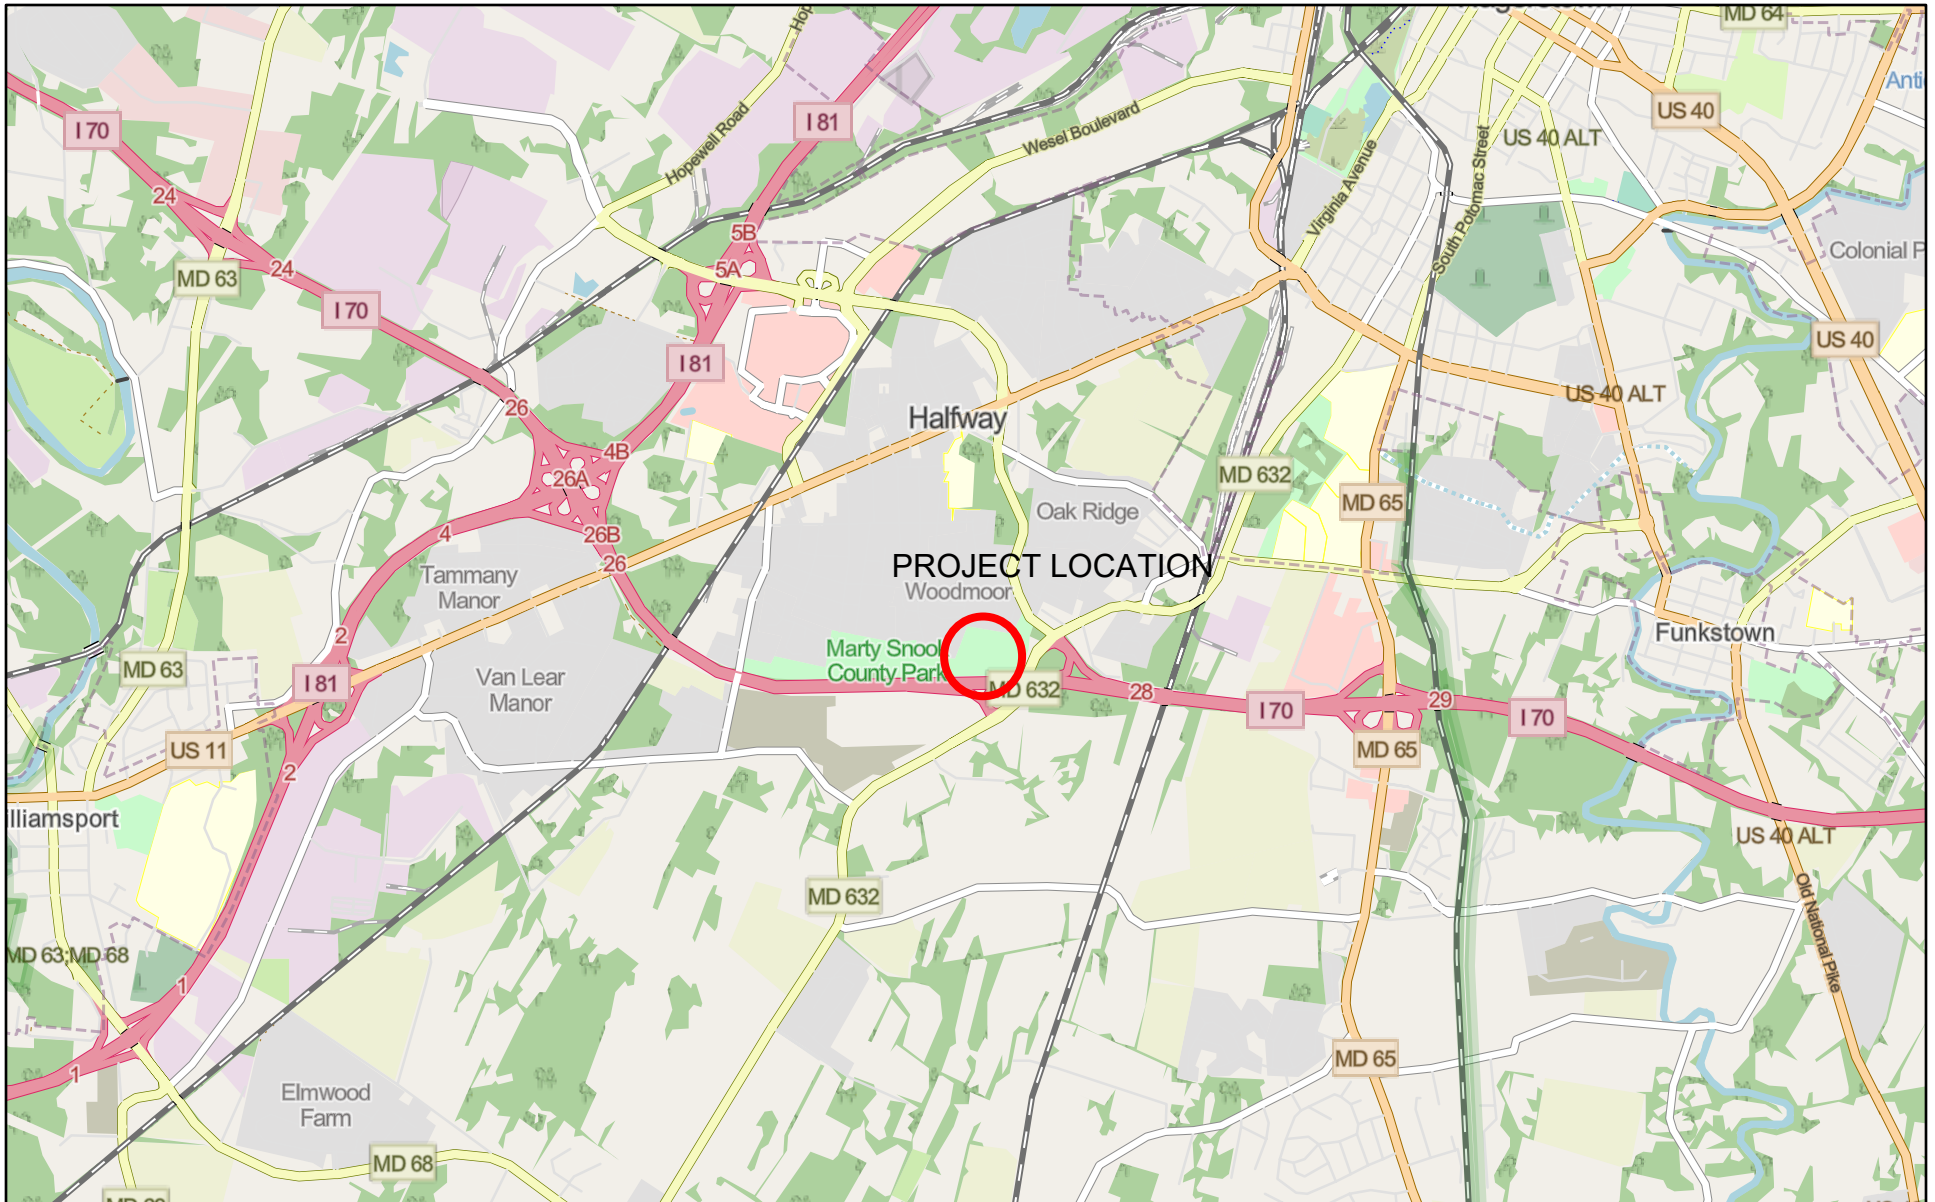 MD 64
I 70
I 81
Hopewell Road
Wesel Boulevard
Virginia Avenue
South Potomac Street
US 40 ALT
US 40
24
MD 63
24
I 70
5B
5A
I 81
Colonial P
US 40
26
4B
26A
26B
26
4
Halfway
US 40 ALT
MD 632
MD 65
Oak Ridge
PROJECT LOCATION
Woodmoor
Tammany
Manor
2
MD 63
I 81
Van Lear
Manor
Marty Snook
County Park
MD 632
28
I 70
29
I 70
Funkstown
US 11
2
MD 65
illiamsport
US 40 ALT
MD 632
Old National Pike
MD 63;MD 68
1
1
MD 65
Elmwood
Farm
MD 68